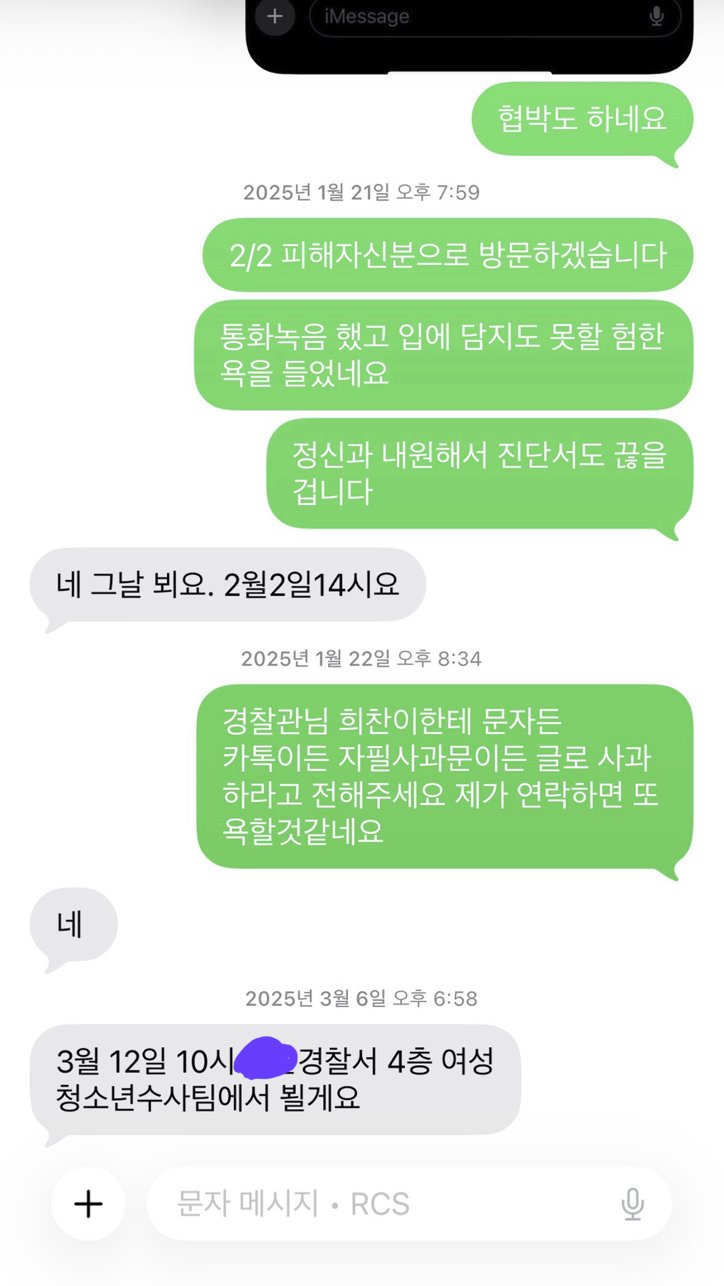 iMessage
협박도 하네요
2025년 1월 21일 오후 7:59
2/2 피해자신분으로 방문하겠습니다
통화녹음 했고 입에 담지도 못할 험한
욕을 들었네요
정신과 내원해서 진단서도 끊을
겁니다
네 그날 뵈요. 2월2일14시요
2025년 1월 22일 오후 8:34
경찰관님 희찬이한테 문자든
카톡이든 자필사과문이든 글로 사과
하라고 전해주세요 제가 연락하면 또
욕할것같네요
네
2025년 3월 6일 오후 6:58
3월 12일 10시 경찰서 4층 여성
청소년수사팀에서 뵐게요
문자 메시지 • RCS